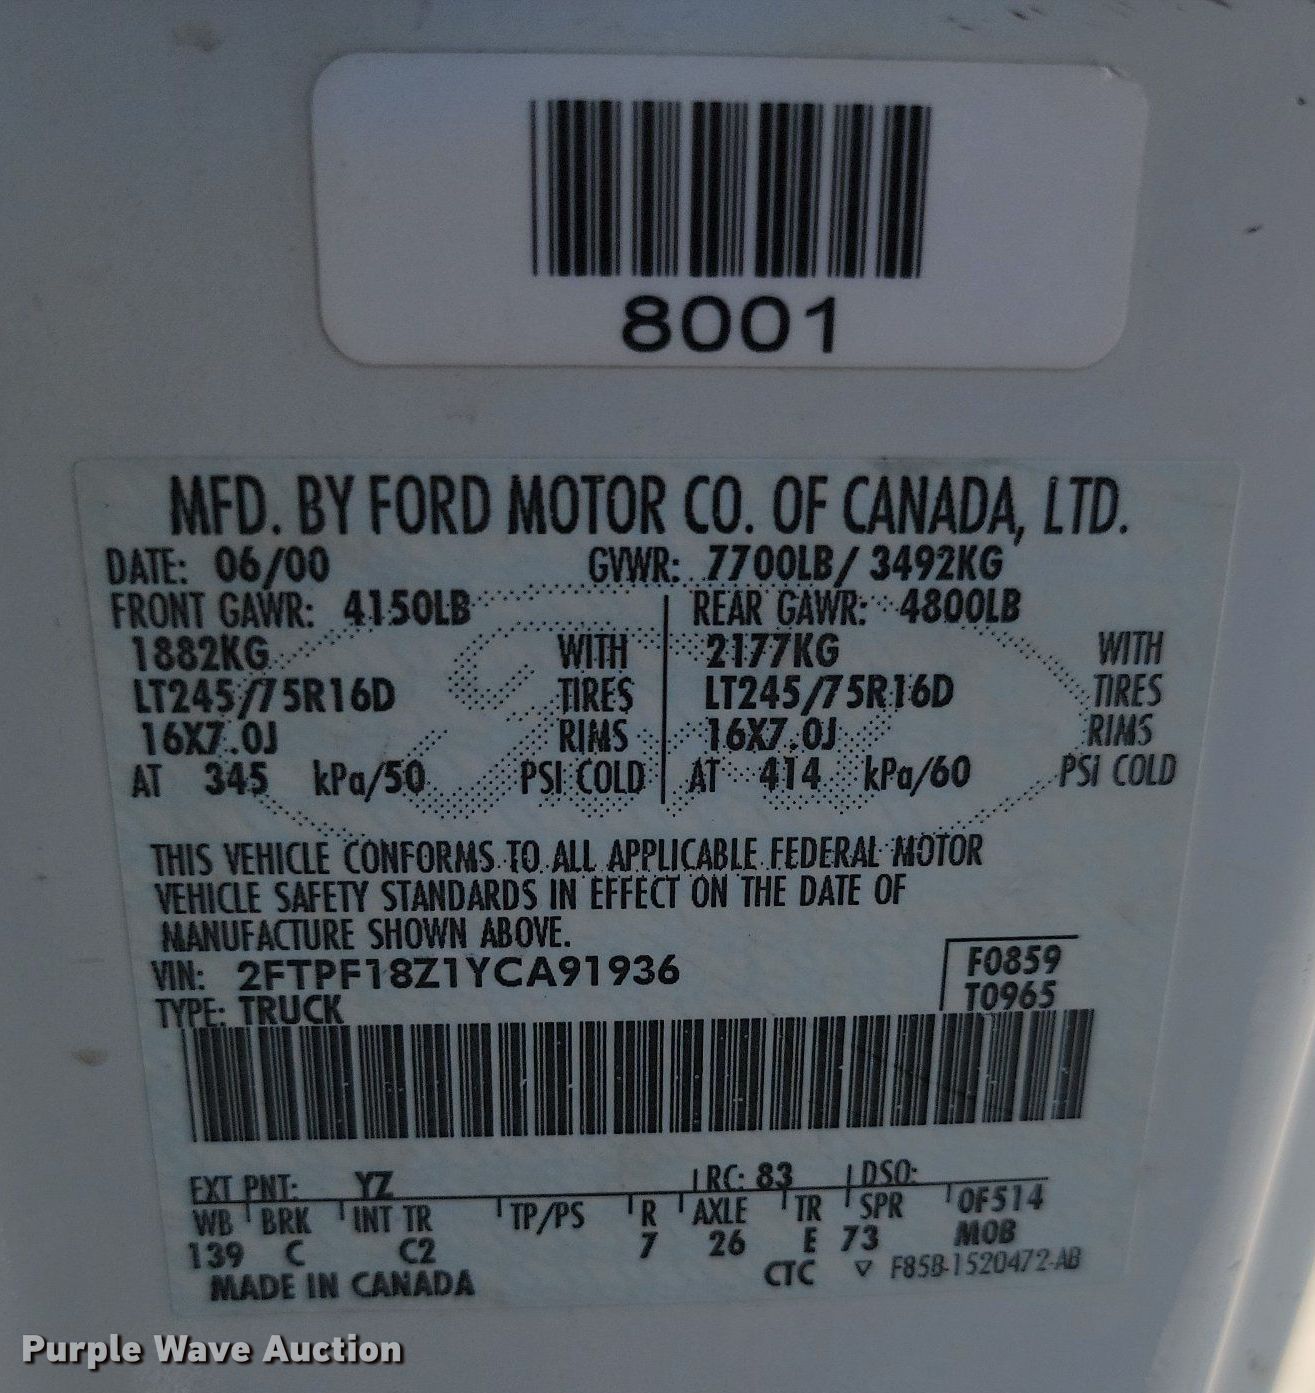 8001
MFD. BY FORD MOTOR CO. OF CANADA, LTD.
DATE: 06/00 GVWR: 7700LB/ 3492KG
FRONT GAWR: 4150LB REAR GAWR: 4800LB
1882KG WITH 2177KG WITH
LT245/75R16D TIRES LT245/75R16D TIRES
16X7.0J RIMS 16X7.0J RIMS
AT 345 kPa/50 PSI COLD AT 414 kPa/60 PSI COLD
THIS VEHICLE CONFORMS TO ALL APPLICABLE FEDERAL MOTOR
VEHICLE SAFETY STANDARDS IN EFFECT ON THE DATE OF
MANUFACTURE SHOWN ABOVE.
VIN: 2FTPF18Z1YCA91936 F0859
TYPE: TRUCK T0965
EXT PNT: YZ RC: 83 DSO:
WB BRK INT TR TP/PS R AXLE TR SPR 0F514
139 C C2 7 26 E 73 M0B
MADE IN CANADA CTC ▽ F85B-1520472-AB
Purple Wave Auction